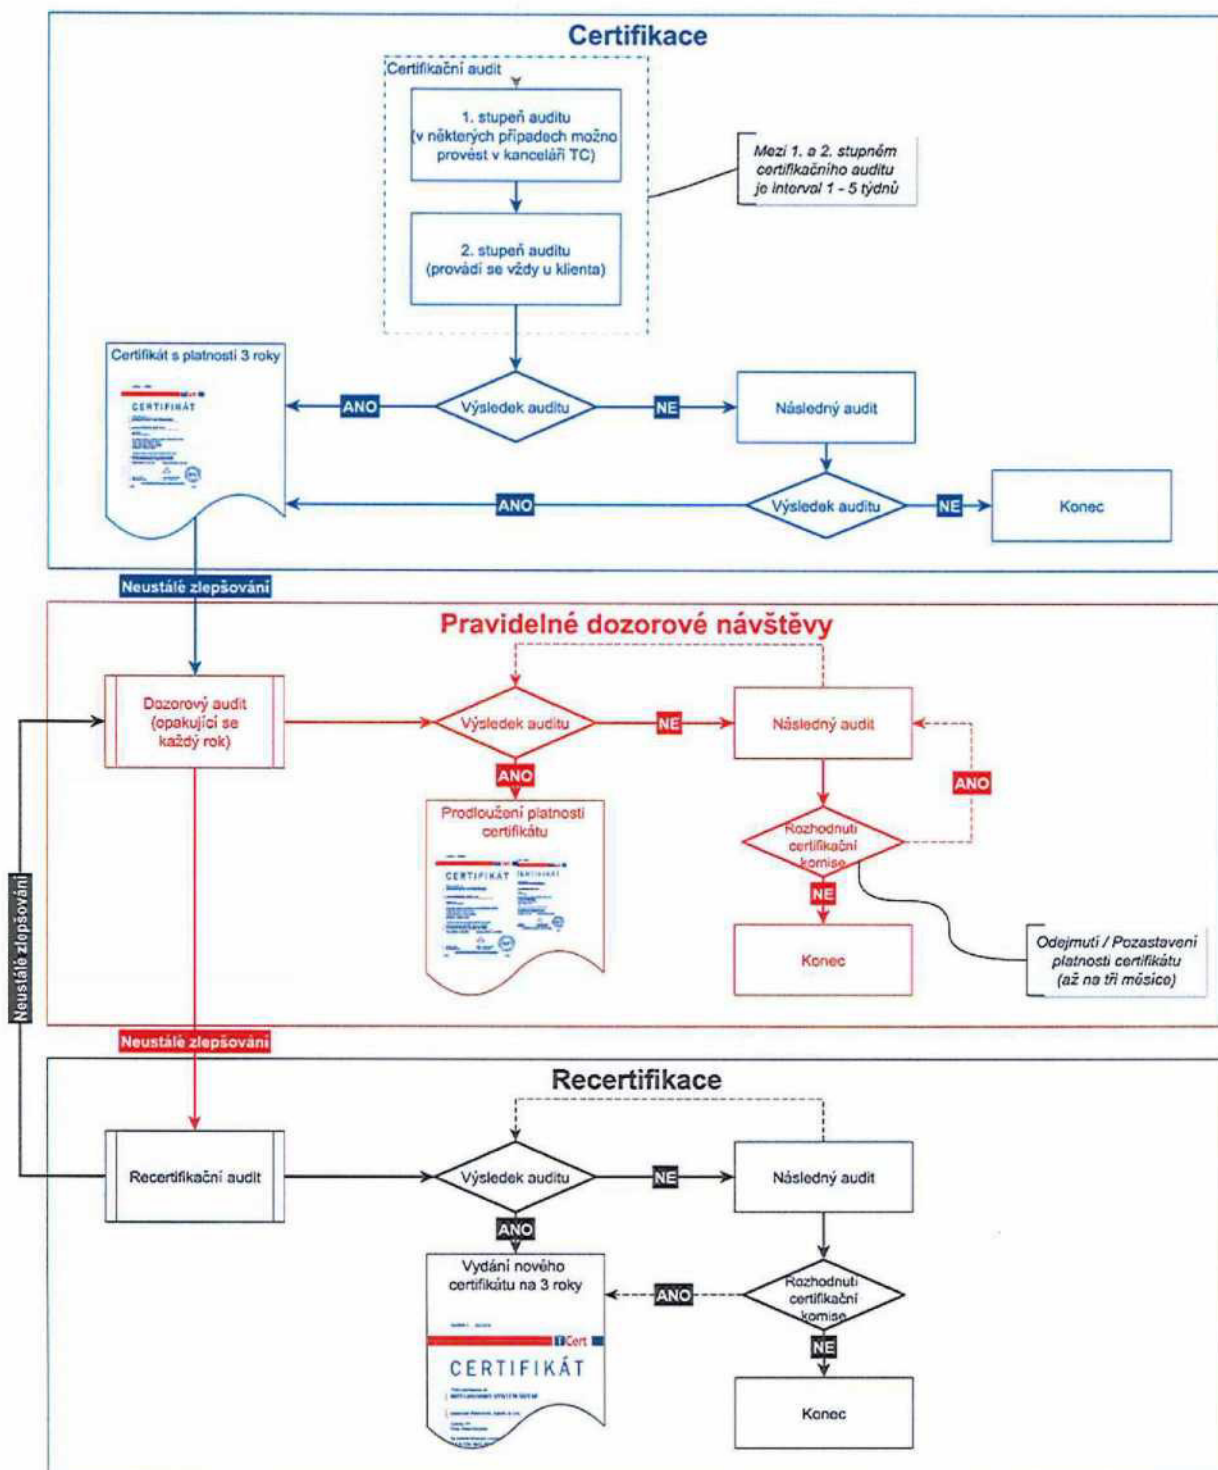 Certifikace
Certifikační audit
1. stupeň auditu
(v některých případech možno
provést v kanceláři TC)
Mezi 1. a 2. stupněm
certifikačního auditu
je interval 1 - 5 týdnů
2. stupeň auditu
(provádí se vždy u klienta)
Certifikát s platností 3 roky
CERTIFIKÁT
ANO
Výsledek auditu
NE
Následný audit
ANO
Výsledek auditu
NE
Konec
Neustálé zlepšování
Pravidelné dozorové návštěvy
Dozorový audit
(opakující se
každý rok)
Výsledek auditu
NE
Následný audit
ANO
ANO
Prodloužení platnosti
certifikátu
CERTIFIKÁT
CERTIFIKÁT
Rozhodnutí
certifikační
komise
NE
Konec
Odejmutí / Pozastavení
platnosti certifikátu
(až na tři měsíce)
Neustálé zlepšování
Neustálé zlepšování
Recertifikace
Recertifikační audit
Výsledek auditu
NE
Následný audit
ANO
Vydání nového
certifikátu na 3 roky
ANO
Rozhodnutí
certifikační
komise
NE
TCert
CERTIFIKÁT
Konec